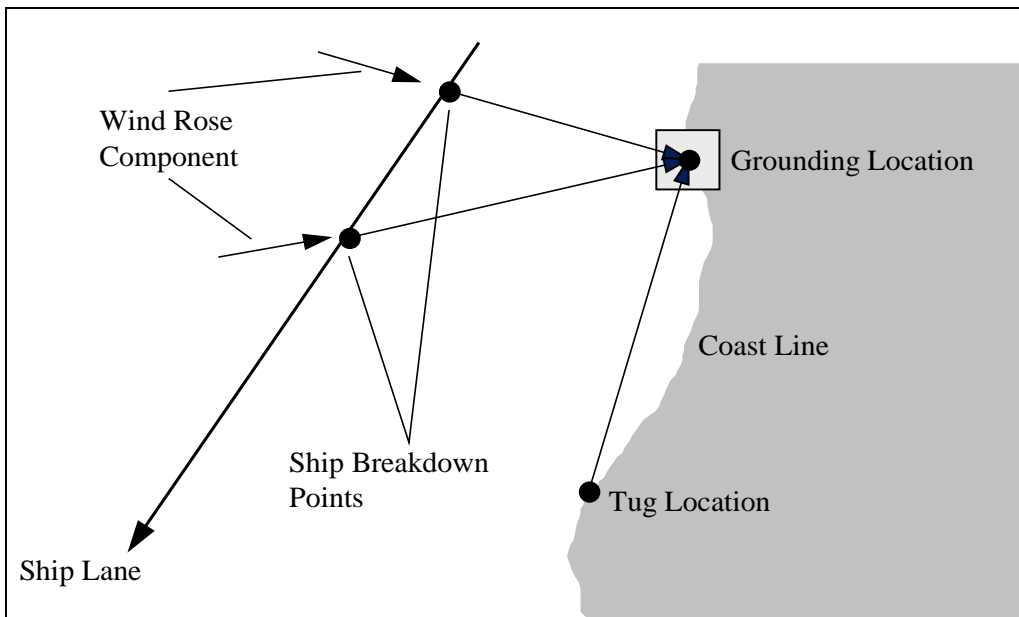 Wind Rose
Component
Grounding Location
Coast Line
Ship Breakdown
Points
Tug Location
Ship Lane